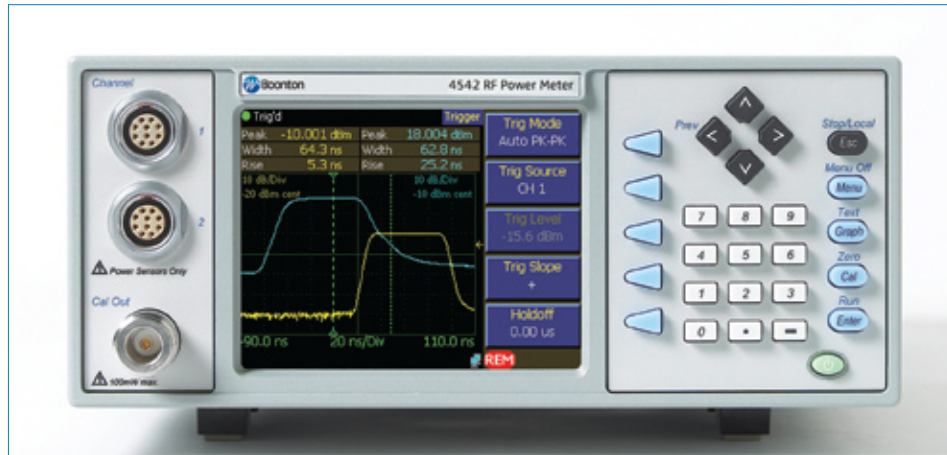 Channel
1
2
Power Sensors Only
Cal Out
100mW max.
Boonton
4542 RF Power Meter
Trig'd
Trigger
Peak -10.001 dBm Peak 18.004 dBm
Width 64.3 ns Width 62.8 ns
Rise 5.3 ns Rise 25.2 ns
10 dB/Div 10 dB/Div
-20 dBm cent -10 dBm cent
-90.0 ns 20 ns/Div 110.0 ns
REM
Trig Mode
Auto PK-PK
Trig Source
CH 1
Trig Level
-15.6 dBm
Trig Slope
+
Holdoff
0.00 us
Prev
7 8 9
4 5 6
1 2 3
0 • -
Stop/Local
Esc
Menu Off
Menu
Text
Graph
Zero
Cal
Run
Enter